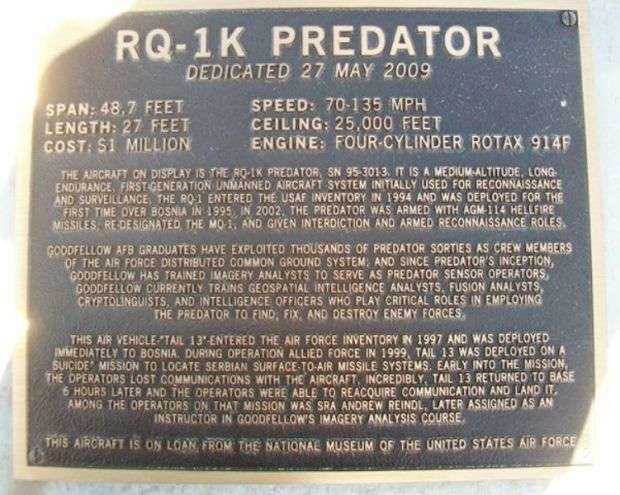 RQ-1K PREDATOR
DEDICATED 27 MAY 2009
SPAN: 48.7 FEET SPEED: 70-135 MPH
LENGTH: 27 FEET CEILING: 25,000 FEET
COST: $1 MILLION ENGINE: FOUR-CYLINDER ROTAX 914F
THE AIRCRAFT ON DISPLAY IS THE RQ-1K PREDATOR, SN 95-3013. IT IS A MEDIUM-ALTITUDE, LONG-
ENDURANCE, FIRST-GENERATION UNMANNED AIRCRAFT SYSTEM INITIALLY USED FOR RECONNAISSANCE
AND SURVEILLANCE. THE RQ-1 ENTERED THE USAF INVENTORY IN 1994 AND WAS DEPLOYED FOR THE
FIRST TIME OVER BOSNIA IN 1995. IN 2002, THE PREDATOR WAS ARMED WITH AGM-114 HELLFIRE
MISSILES, RE-DESIGNATED THE MQ-1, AND GIVEN INTERDICTION AND ARMED RECONNAISSANCE ROLES.
GOODFELLOW AFB GRADUATES HAVE EXPLOITED THOUSANDS OF PREDATOR SORTIES AS CREW MEMBERS
OF THE AIR FORCE DISTRIBUTED COMMON GROUND SYSTEM; AND SINCE PREDATOR'S INCEPTION,
GOODFELLOW HAS TRAINED IMAGERY ANALYSTS TO SERVE AS PREDATOR SENSOR OPERATORS.
GOODFELLOW CURRENTLY TRAINS GEOSPATIAL INTELLIGENCE ANALYSTS, FUSION ANALYSTS,
CRYPTOLINGUISTS, AND INTELLIGENCE OFFICERS WHO PLAY CRITICAL ROLES IN EMPLOYING
THE PREDATOR TO FIND, FIX, AND DESTROY ENEMY FORCES.
THIS AIR VEHICLE-"TAIL 13"-ENTERED THE AIR FORCE INVENTORY IN 1997 AND WAS DEPLOYED
IMMEDIATELY TO BOSNIA. DURING OPERATION ALLIED FORCE IN 1999, TAIL 13 WAS DEPLOYED ON A
SUICIDE" MISSION TO LOCATE SERBIAN SURFACE-TO-AIR MISSILE SYSTEMS. EARLY INTO THE MISSION,
THE OPERATORS LOST COMMUNICATIONS WITH THE AIRCRAFT. INCREDIBLY, TAIL 13 RETURNED TO BASE
6 HOURS LATER AND THE OPERATORS WERE ABLE TO REACQUIRE COMMUNICATION AND LAND IT.
AMONG THE OPERATORS ON THAT MISSION WAS SRA ANDREW REINDL, LATER ASSIGNED AS AN
INSTRUCTOR IN GOODFELLOW'S IMAGERY ANALYSIS COURSE.
THIS AIRCRAFT IS ON LOAN FROM THE NATIONAL MUSEUM OF THE UNITED STATES AIR FORCE